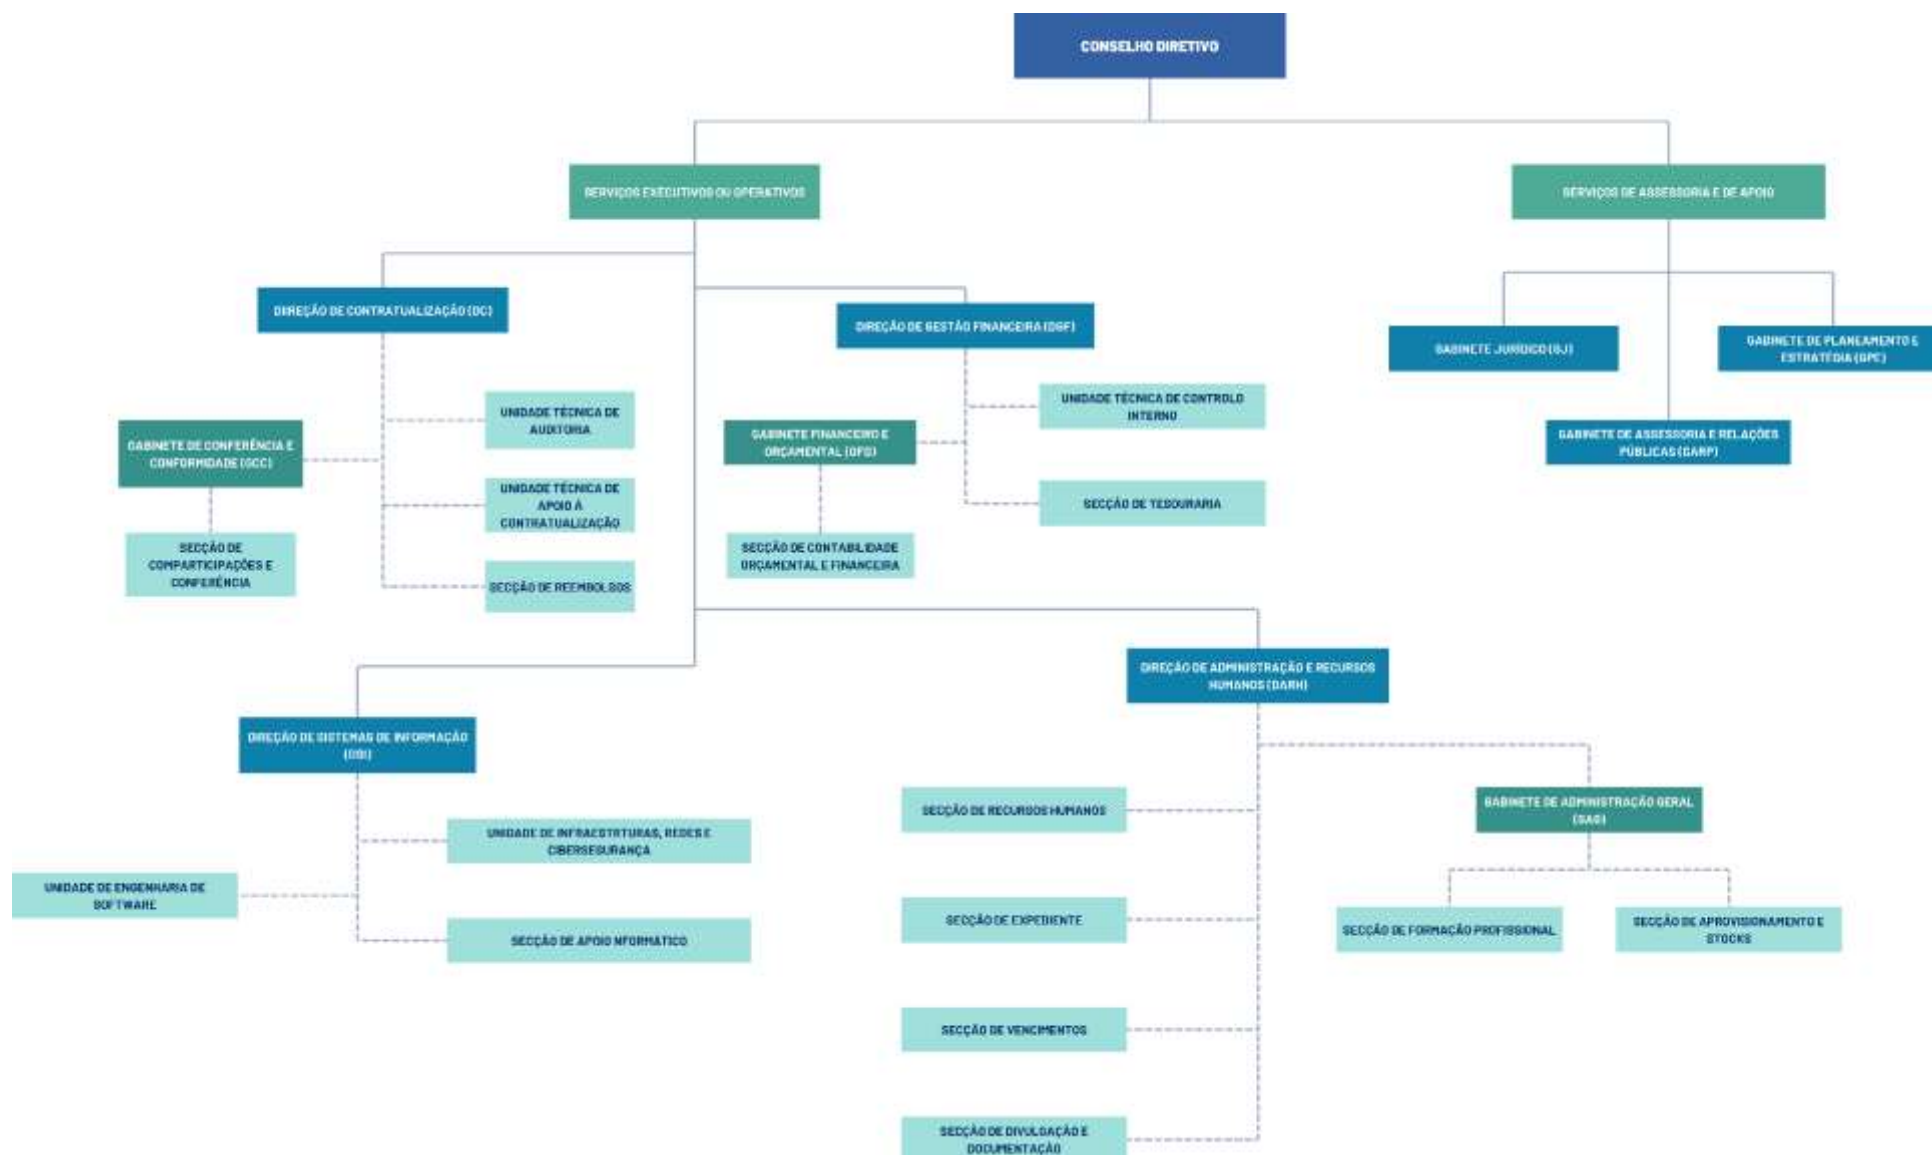 CONSELHO DIRETIVO
SERVIÇOS EXECUTIVOS OU OPERATIVOS
SERVIÇOS DE ASSESSORIA E DE APOIO
DIREÇÃO DE CONTRATUALIZAÇÃO (DC)
DIREÇÃO DE GESTÃO FINANCEIRA (DGF)
GABINETE JURÍDICO (GJ)
GABINETE DE PLANEAMENTO E
ESTRATÉGIA (GPE)
UNIDADE TÉCNICA DE
AUDITORIA
UNIDADE TÉCNICA DE CONTROLO
INTERNO
GABINETE DE CONFERÊNCIA E
CONFORMIDADE (GCC)
GABINETE FINANCEIRO E
ORÇAMENTAL (GFO)
GABINETE DE ASSESSORIA E RELAÇÕES
PÚBLICAS (GARP)
UNIDADE TÉCNICA DE
APOIO À
CONTRATUALIZAÇÃO
SECÇÃO DE TESOURARIA
SECÇÃO DE
COMPARTICIPAÇÕES E
CONFERÊNCIA
SECÇÃO DE CONTABILIDADE
ORÇAMENTAL E FINANCEIRA
SECÇÃO DE REEMBOLSOS
DIREÇÃO DE ADMINISTRAÇÃO E RECURSOS
HUMANOS (DARH)
DIREÇÃO DE SISTEMAS DE INFORMAÇÃO
(DSI)
SECÇÃO DE RECURSOS HUMANOS
GABINETE DE ADMINISTRAÇÃO GERAL
(GAG)
UNIDADE DE INFRAESTRTURAS, REDES E
CIBERSEGURANÇA
UNIDADE DE ENGENHARIA DE
SOFTWARE
SECÇÃO DE EXPEDIENTE
SECÇÃO DE FORMAÇÃO PROFISSIONAL
SECÇÃO DE APROVISIONAMENTO E
STOCKS
SECÇÃO DE APOIO NFORMÁTICO
SECÇÃO DE VENCIMENTOS
SECÇÃO DE DIVULGAÇÃO E
DOCUMENTAÇÃO